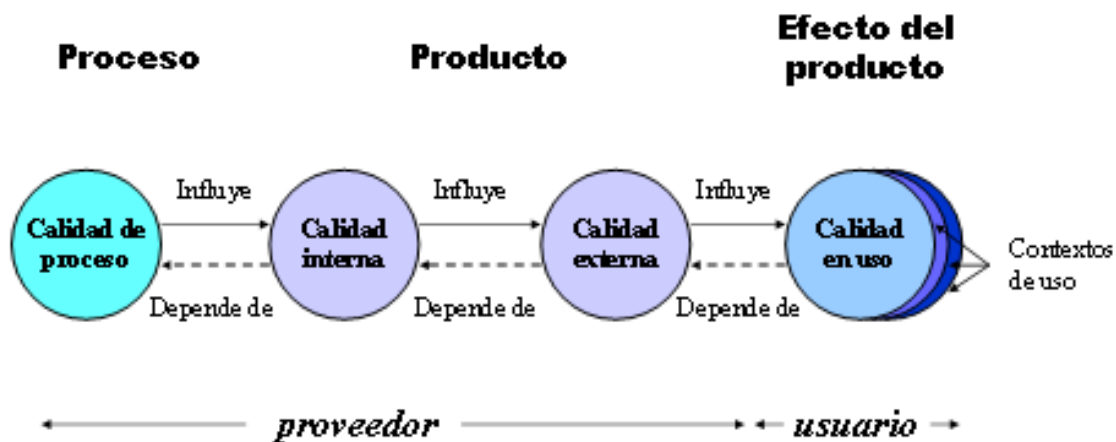 Proceso
Producto
Efecto del
producto
Influye
Influye
Influye
Calidad de
proceso
Calidad
interna
Calidad
externa
Calidad
en uso
Contextos
de uso
Depende de
Depende de
Depende de
proveedor
usuario